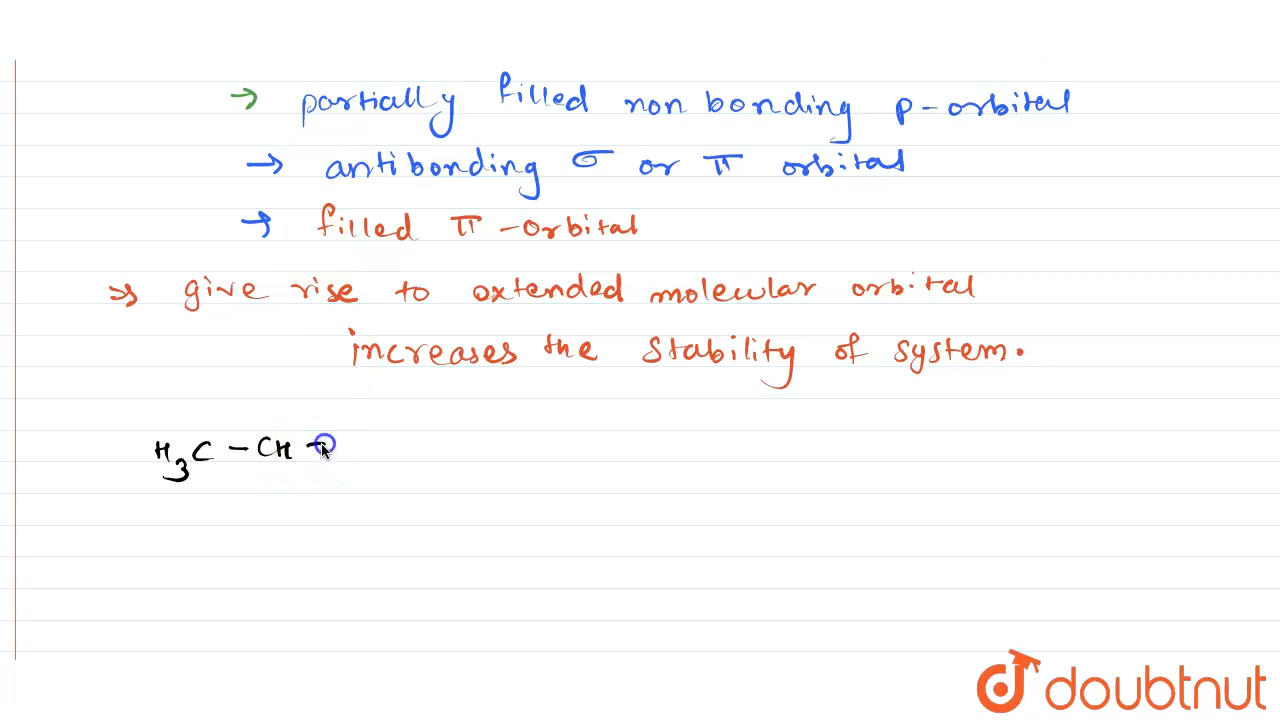 → partially filled non bonding p-orbital
→ antibonding σ or π orbital
→ filled π-orbital
⇒ give rise to extended molecular orbital
increases the stability of system.
H3C-CH-
doubtnut